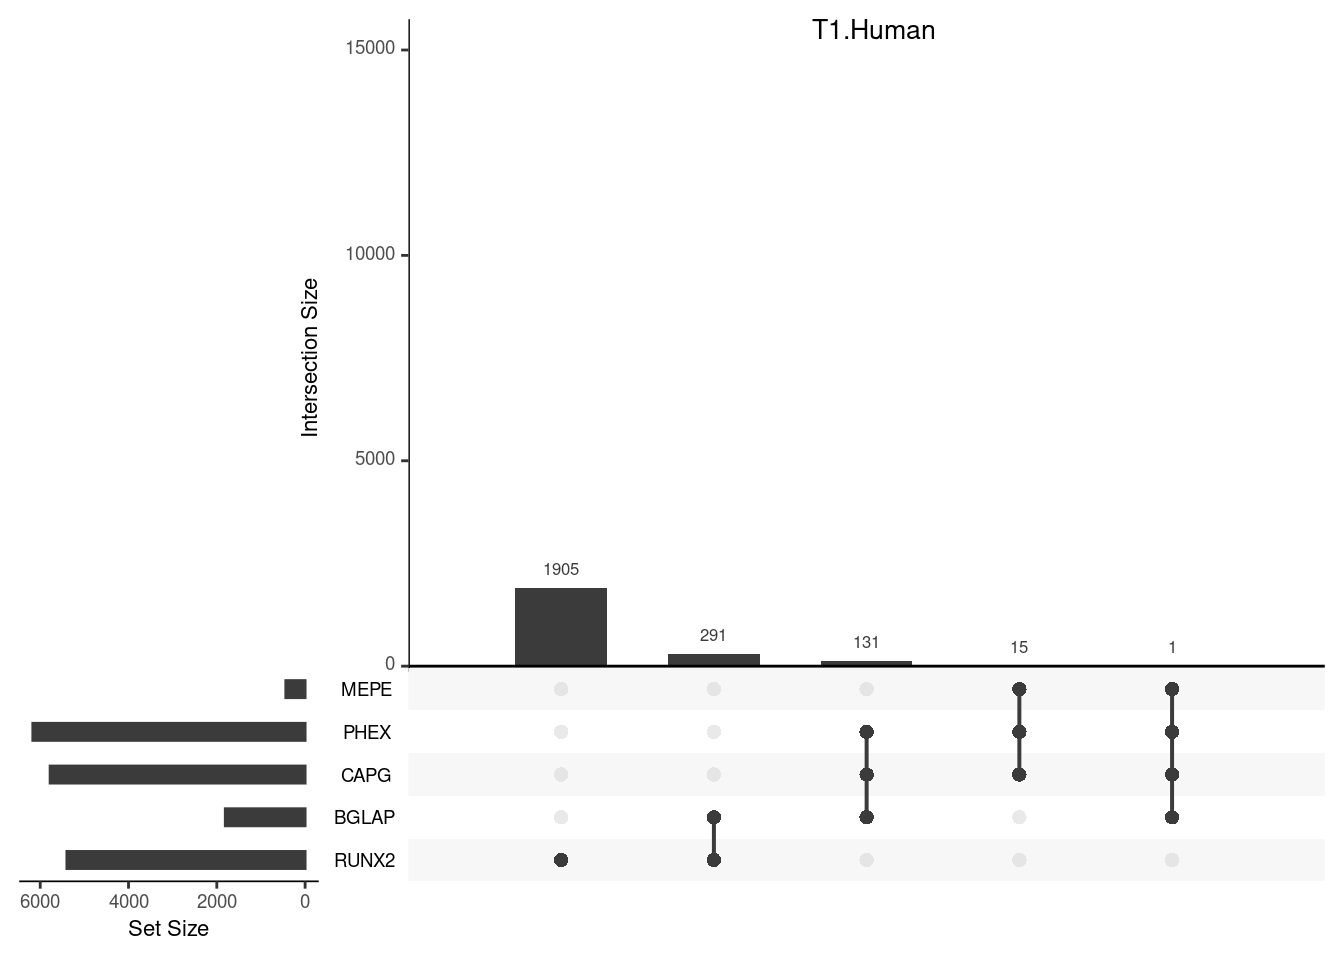 T1.Human
15000
10000
5000
0
Intersection Size
1905
291
131
15
1
MEPE
PHEX
CAPG
BGLAP
RUNX2
6000 4000 2000 0
Set Size